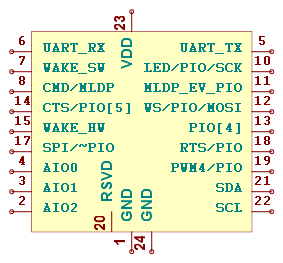 23
VDD
6 UART_RX UART_TX 5
7 WAKE_SW LED/PIO/SCK 10
8 CMD/MLDP MLDP_EV_PIO 11
14 CTS/PIO[5] WS/PIO/MOSI 12
15 WAKE_HW PIO[4] 13
17 SPI/~PIO RTS/PIO 18
4 AIO0 PWM4/PIO 19
3 AIO1 SDA 21
2 AIO2 SCL 22
RSVD GND GND
20 1 24